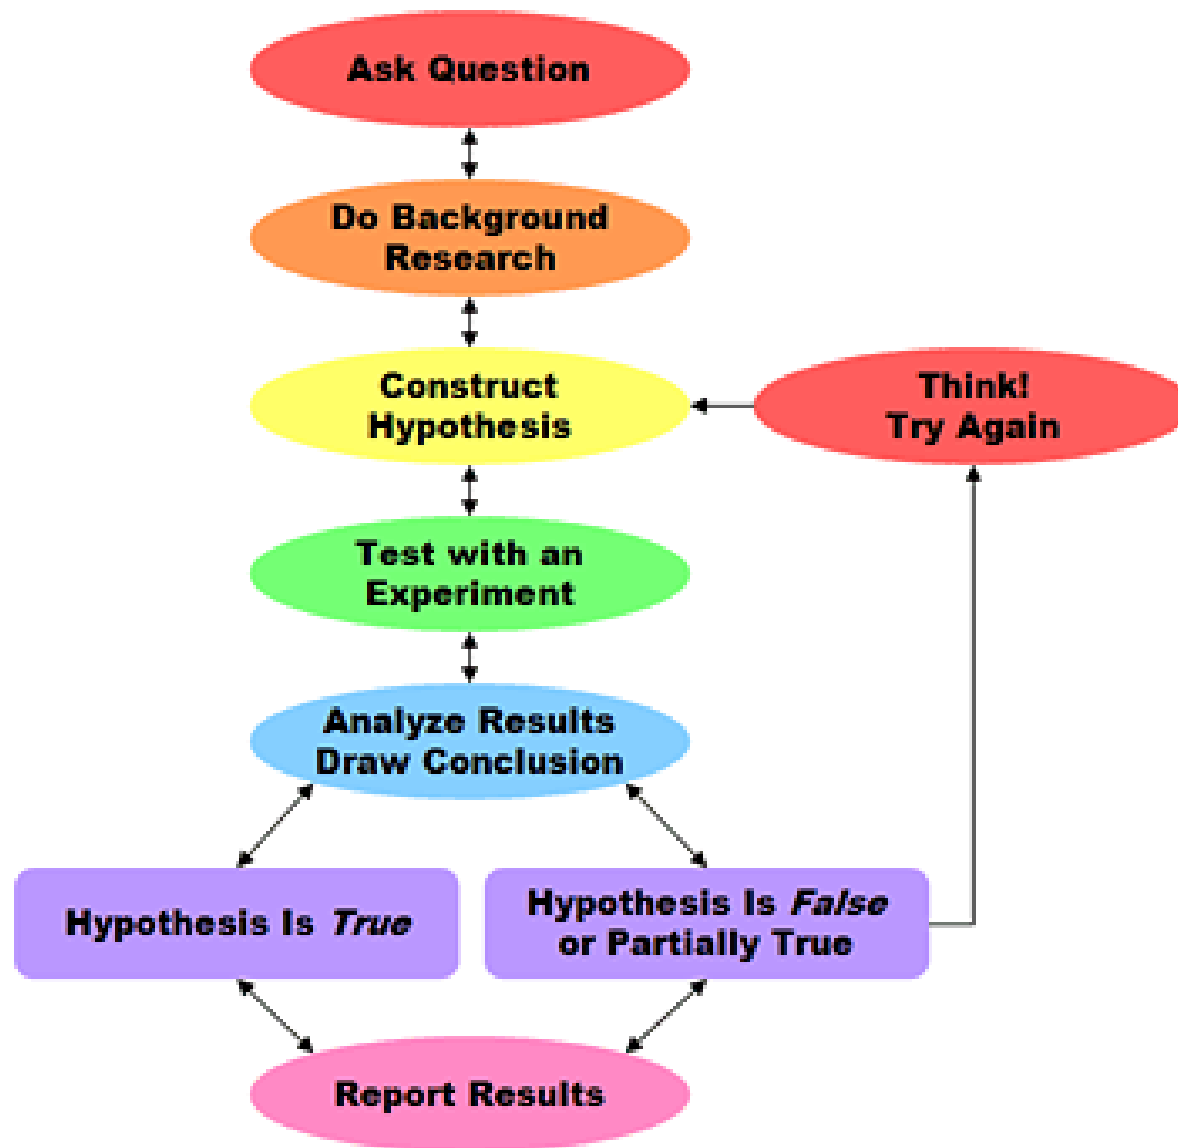 Ask Question
Do Background
Research
Construct
Hypothesis
Think!
Try Again
Test with an
Experiment
Analyze Results
Draw Conclusion
Hypothesis Is True
Hypothesis Is False
or Partially True
Report Results